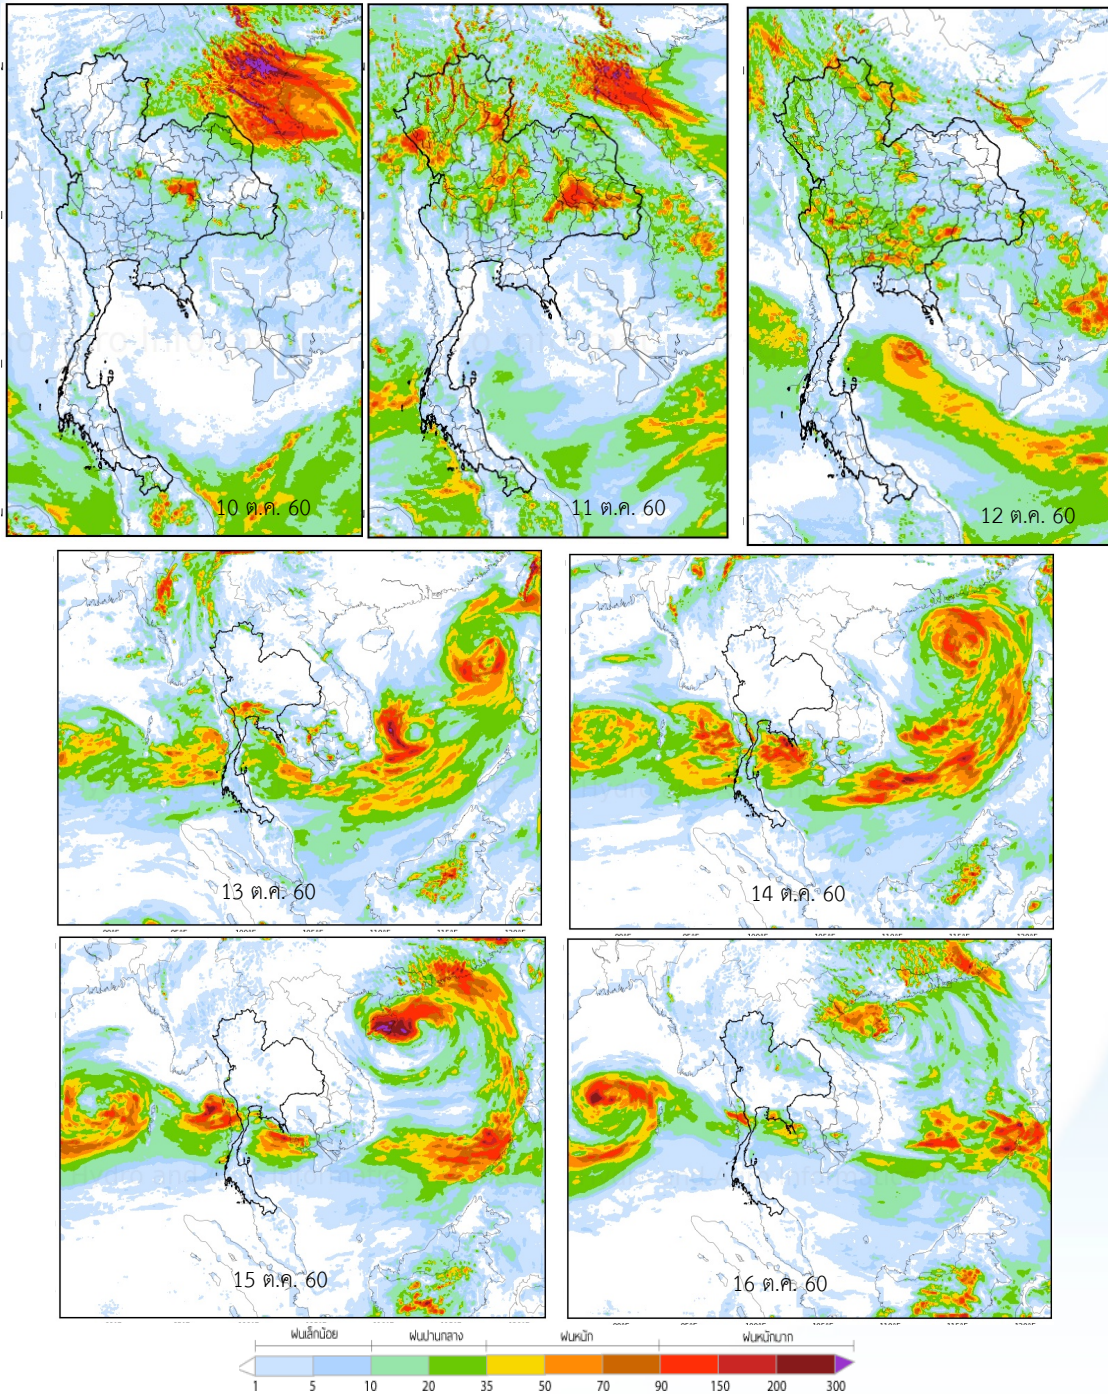 10 ต.ค. 60
11 ต.ค. 60
12 ต.ค. 60
13 ต.ค. 60
14 ต.ค. 60
15 ต.ค. 60
16 ต.ค. 60
ฝนเล็กน้อย ฝนปานกลาง ฝนหนัก ฝนหนักมาก
1 5 10 20 35 50 70 90 150 200 300